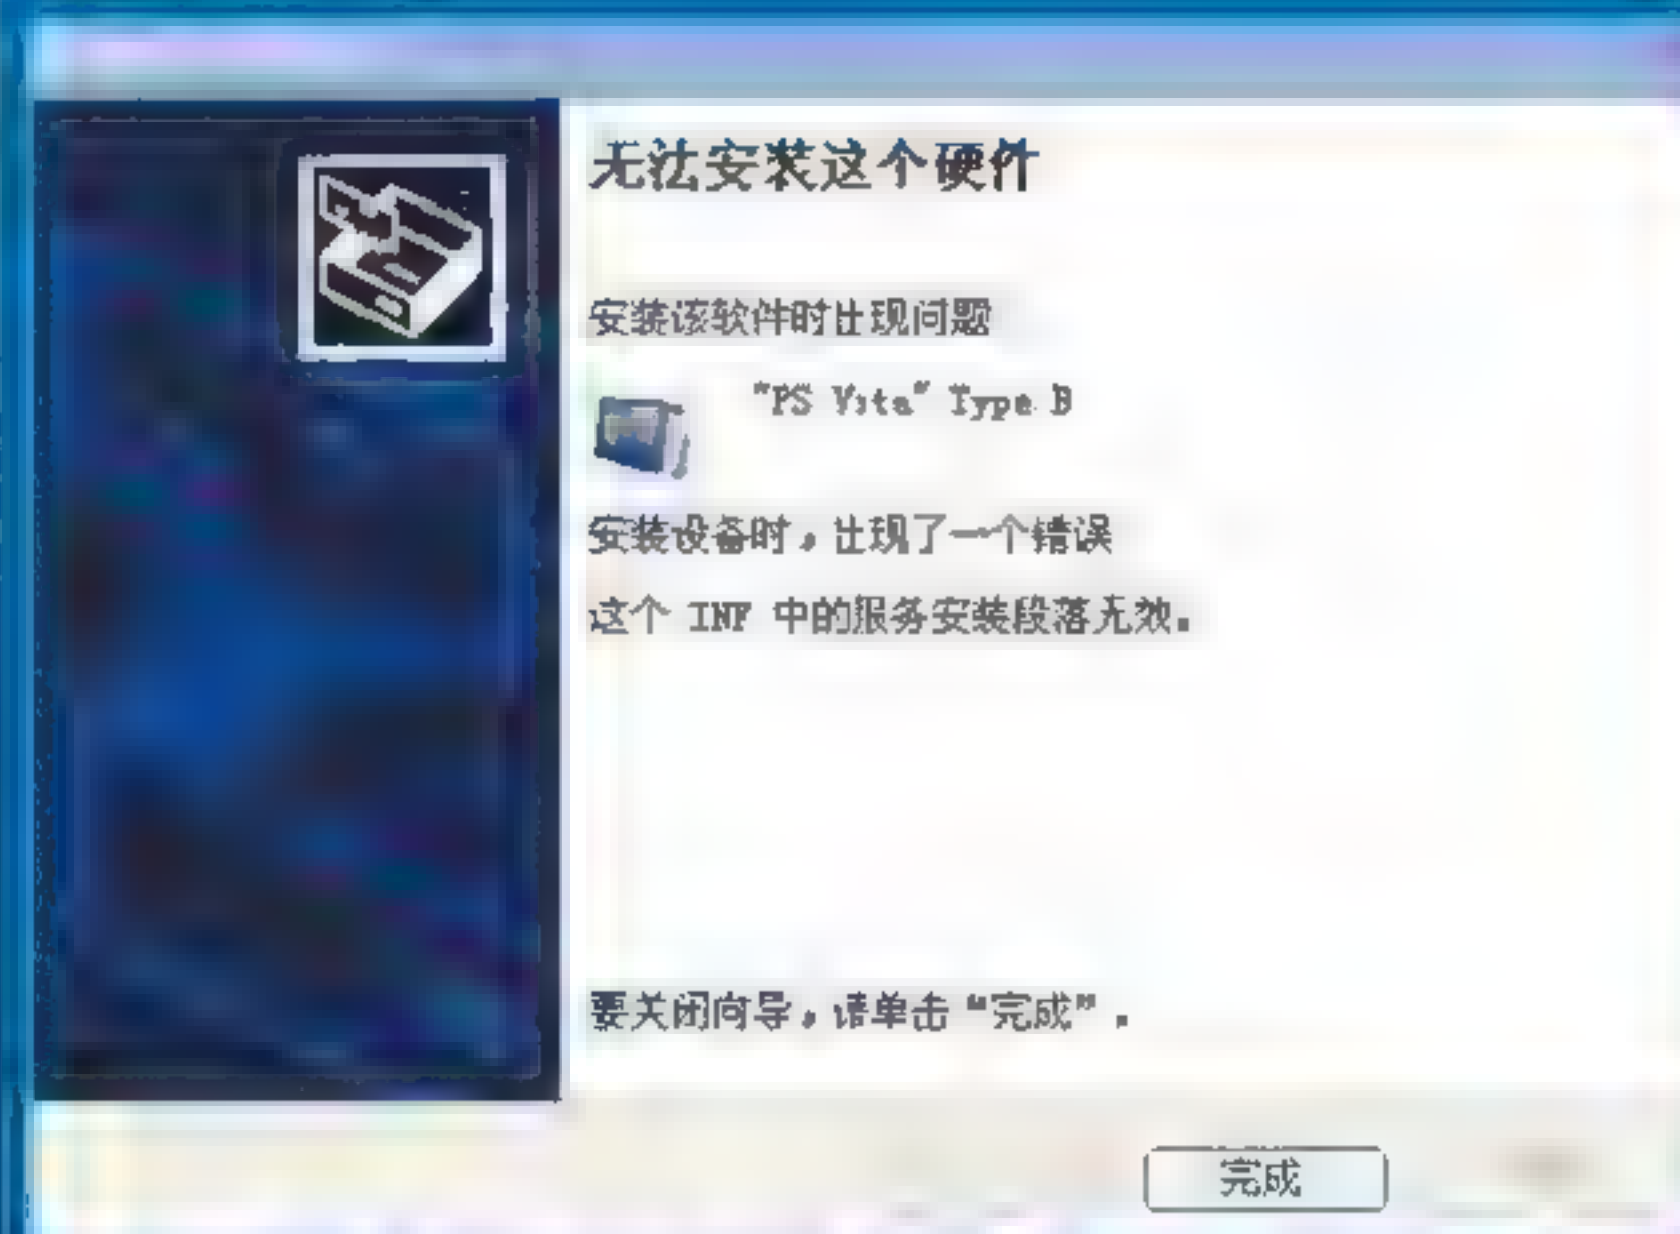 无法安装这个硬件
安装该软件时出现问题
"PS Vita" Type B
安装设备时，出现了一个错误
这个 INF 中的服务安装段落无效。
要关闭向导，请单击“完成”。
完成